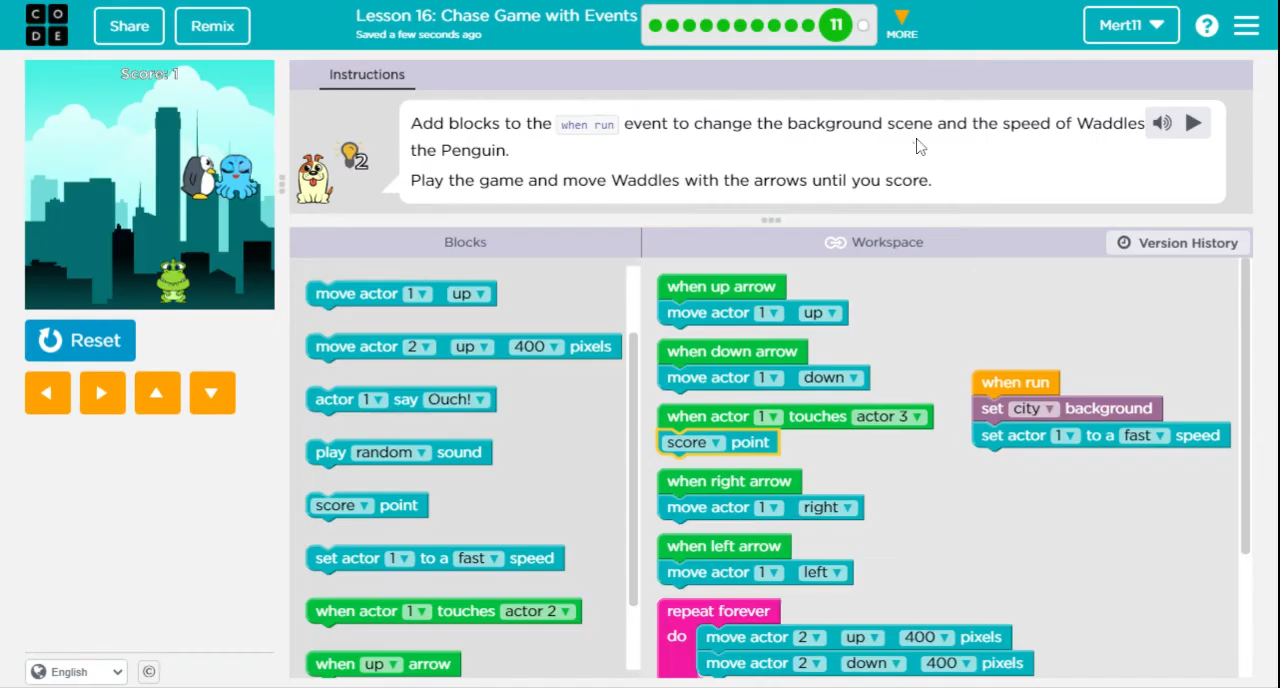 C O
D E
Share
Remix
Lesson 16: Chase Game with Events
Saved a few seconds ago
11
MORE
Mert11
?
Score: 1
Instructions
Add blocks to the when run event to change the background scene and the speed of Waddles
the Penguin.
Play the game and move Waddles with the arrows until you score.
2
Blocks
Workspace
Version History
Reset
move actor 1 up
move actor 2 up 400 pixels
actor 1 say Ouch!
play random sound
score point
set actor 1 to a fast speed
when actor 1 touches actor 2
when up arrow
when up arrow
move actor 1 up
when down arrow
move actor 1 down
when actor 1 touches actor 3
score point
when right arrow
move actor 1 right
when left arrow
move actor 1 left
repeat forever
do move actor 2 up 400 pixels
move actor 2 down 400 pixels
when run
set city background
set actor 1 to a fast speed
English
©